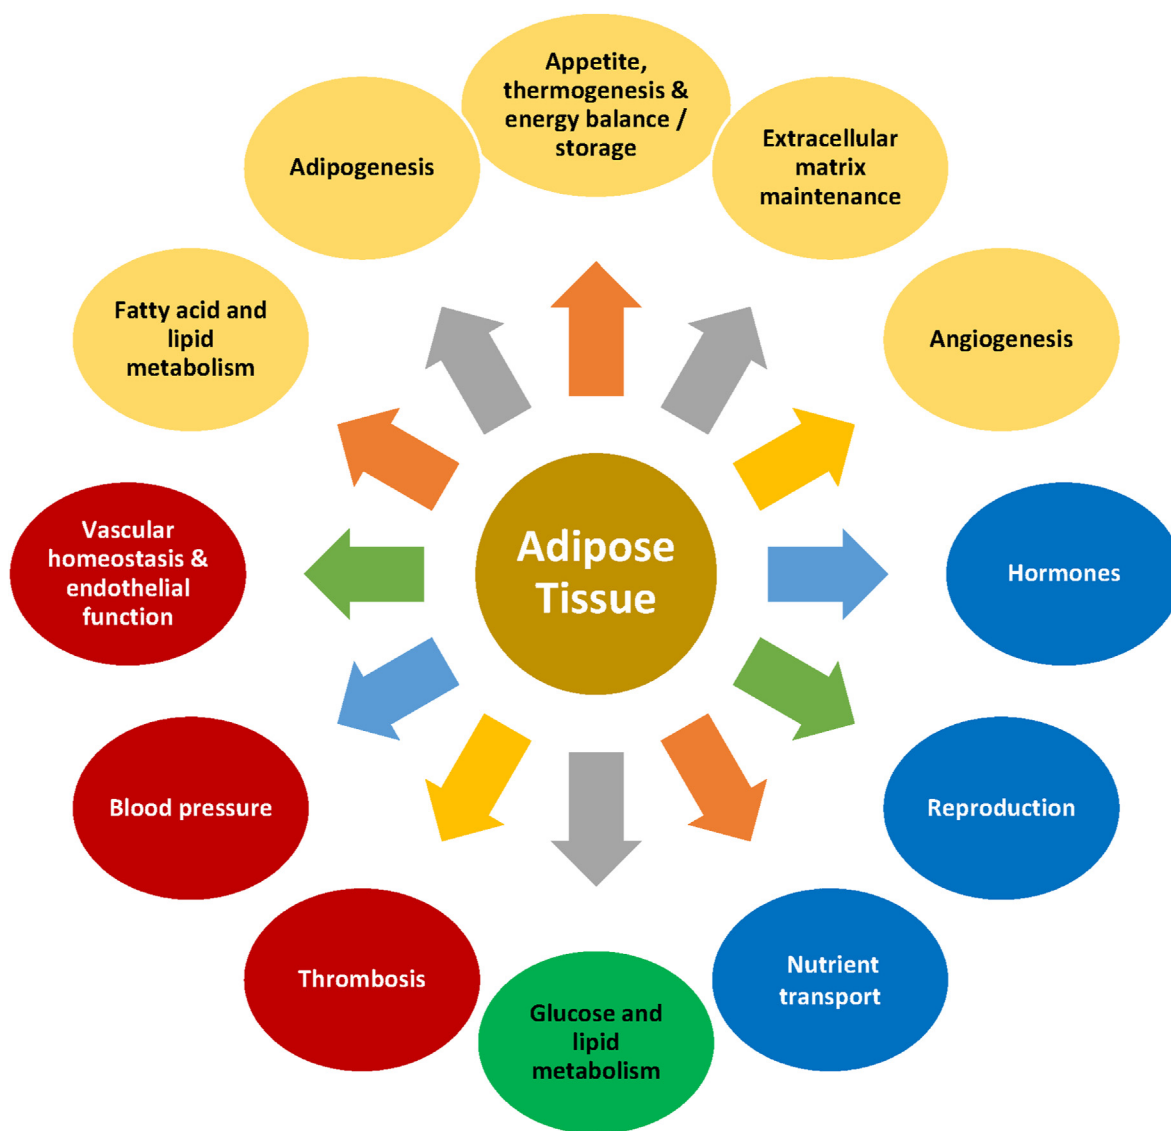 Appetite,
thermogenesis &
energy balance /
storage
Extracellular
matrix
maintenance
Angiogenesis
Hormones
Reproduction
Nutrient
transport
Glucose and
lipid
metabolism
Thrombosis
Blood pressure
Vascular
homeostasis &
endothelial
function
Fatty acid and
lipid
metabolism
Adipogenesis
Adipose
Tissue